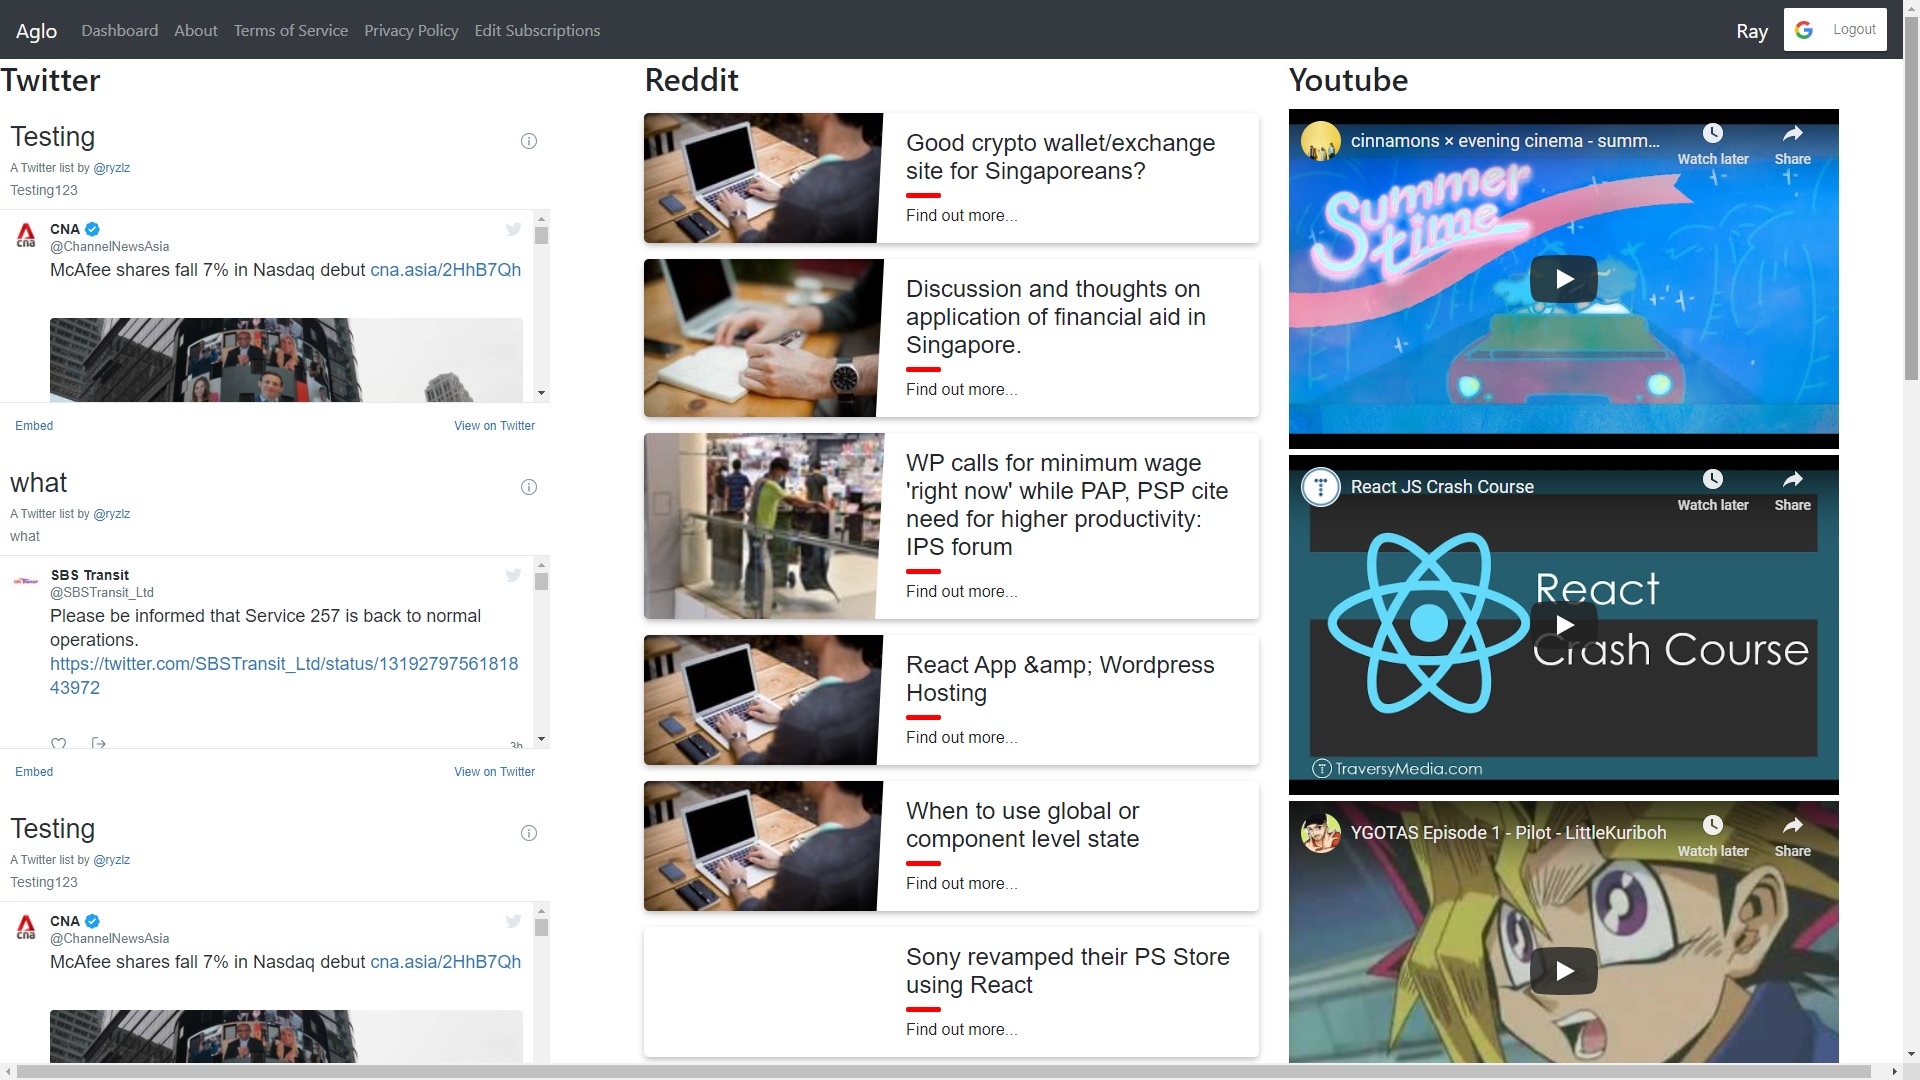 Aglo Dashboard About Terms of Service Privacy Policy Edit Subscriptions Ray Logout
Twitter
Testing
A Twitter list by @ryzlz
Testing123
CNA
@ChannelNewsAsia
McAfee shares fall 7% in Nasdaq debut cna.asia/2HhB7Qh
Embed View on Twitter
what
A Twitter list by @ryzlz
what
SBS Transit
@SBSTransit_Ltd
Please be informed that Service 257 is back to normal
operations.
https://twitter.com/SBSTransit_Ltd/status/13192797561818
43972
3h
Embed View on Twitter
Testing
A Twitter list by @ryzlz
Testing123
CNA
@ChannelNewsAsia
McAfee shares fall 7% in Nasdaq debut cna.asia/2HhB7Qh
Reddit
Good crypto wallet/exchange
site for Singaporeans?
Find out more...
Discussion and thoughts on
application of financial aid in
Singapore.
Find out more...
WP calls for minimum wage
'right now' while PAP, PSP cite
need for higher productivity:
IPS forum
Find out more...
React App &amp; Wordpress
Hosting
Find out more...
When to use global or
component level state
Find out more...
Sony revamped their PS Store
using React
Find out more...
Youtube
cinnamons × evening cinema - summ...
Watch later Share
Summer
time
React JS Crash Course
Watch later Share
React
Crash Course
TraversyMedia.com
YGOTAS Episode 1 - Pilot - LittleKuriboh
Watch later Share